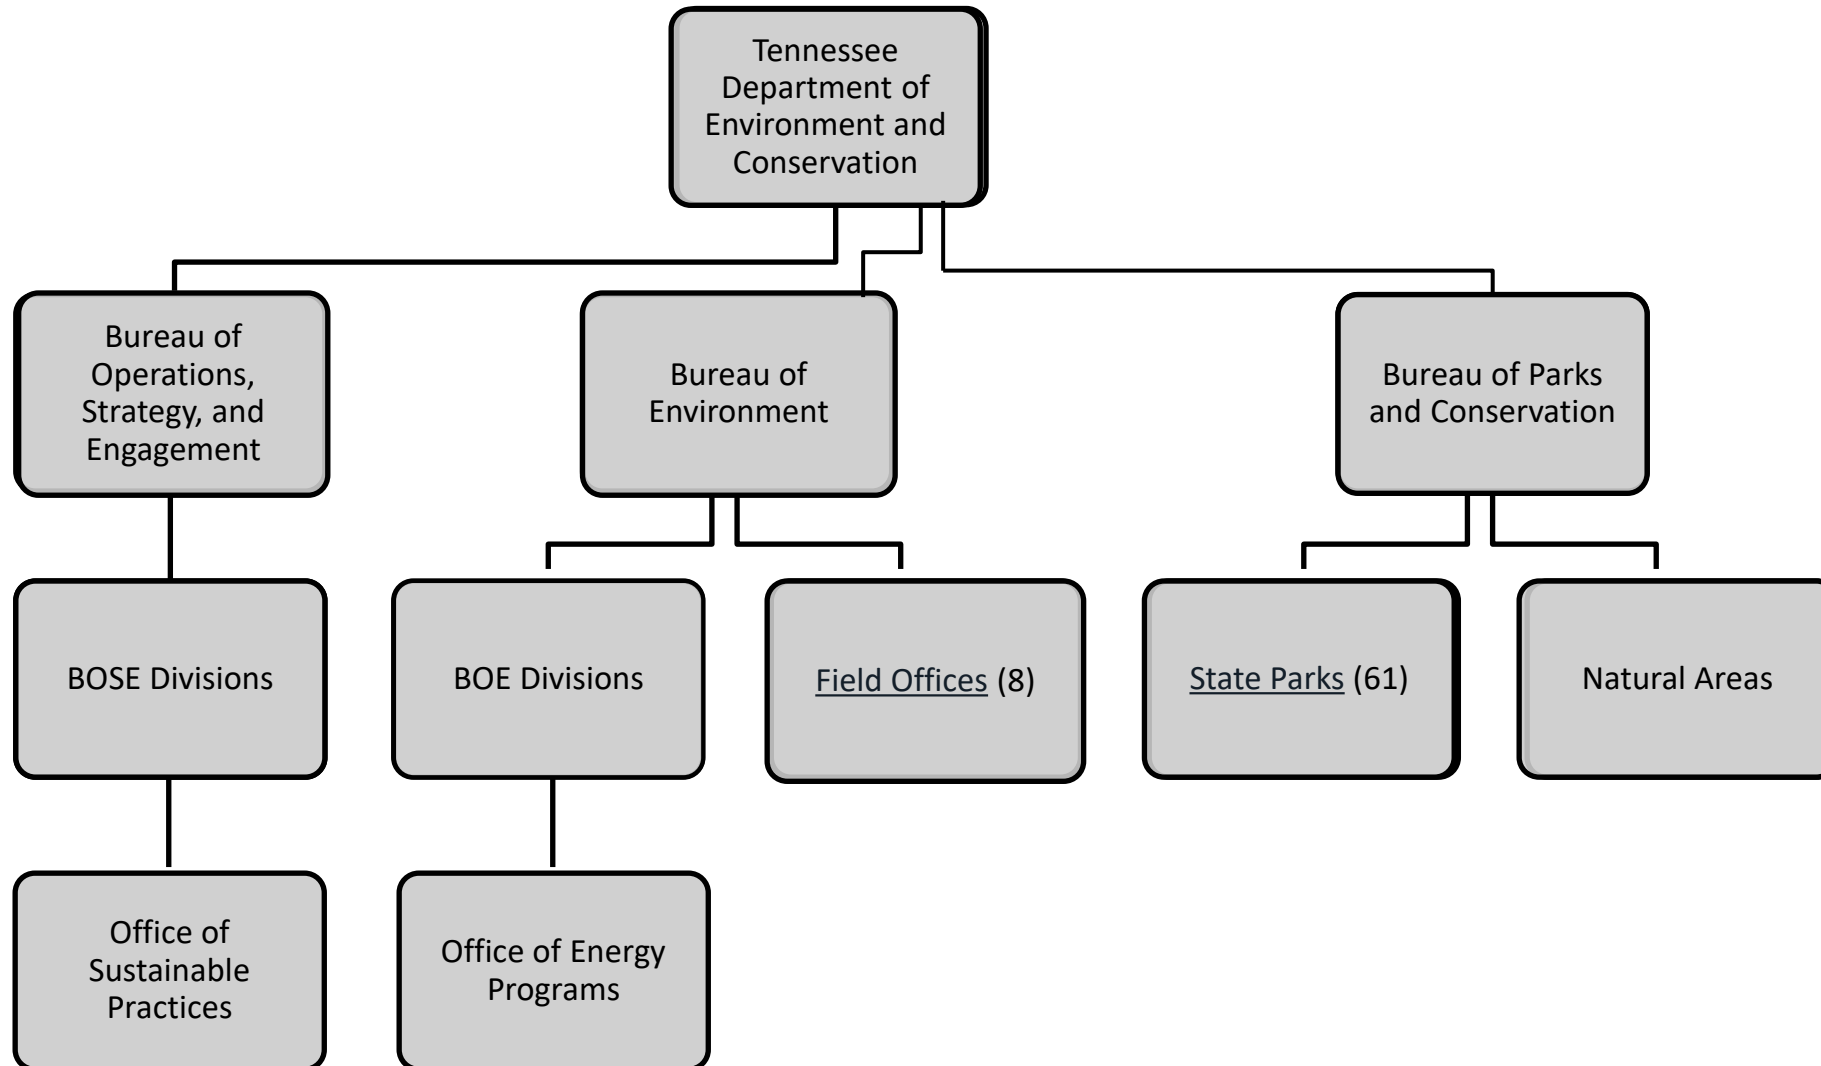 Tennessee
Department of
Environment and
Conservation
Bureau of
Operations,
Strategy, and
Engagement
Bureau of
Environment
Bureau of Parks
and Conservation
BOSE Divisions
BOE Divisions
Field Offices (8)
State Parks (61)
Natural Areas
Office of
Sustainable
Practices
Office of Energy
Programs